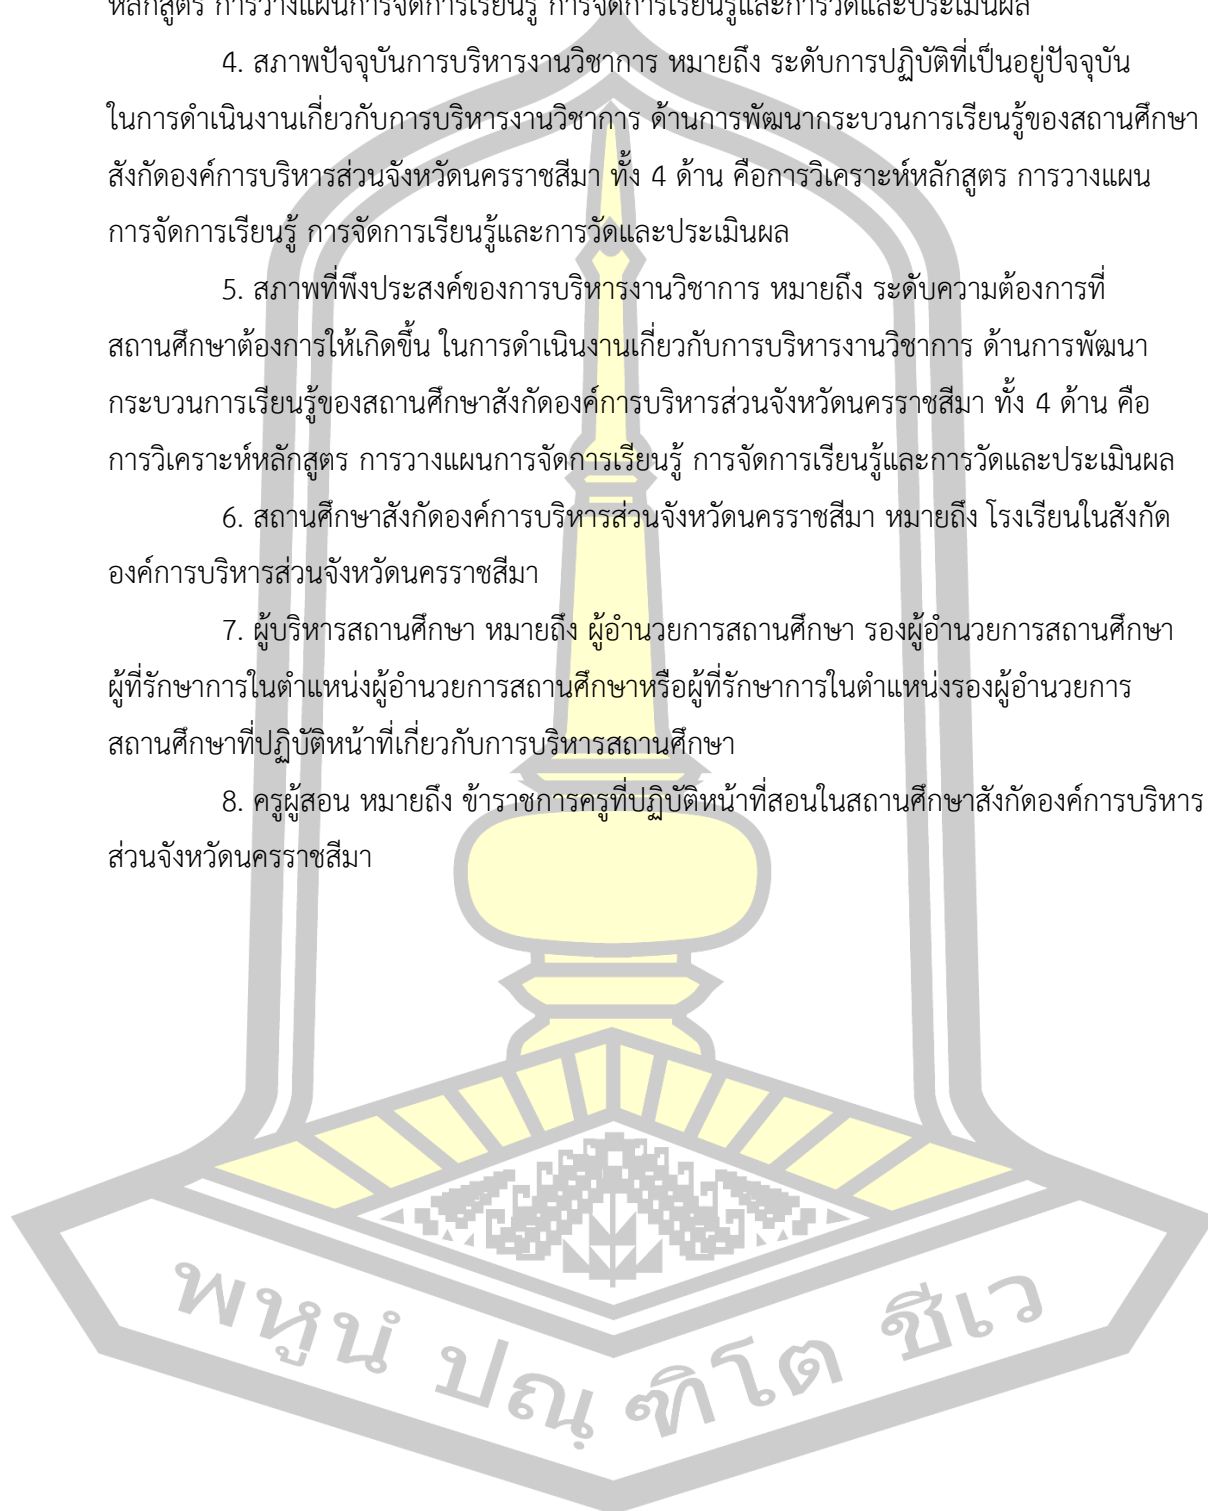 หลักสูตร การวางแผนการจัดการเรียนรู้ การจัดการเรียนรู้และการวัดและประเมินผล
4. สภาพปัจจุบันการบริหารงานวิชาการ หมายถึง ระดับการปฏิบัติที่เป็นอยู่ปัจจุบัน
ในการดำเนินงานเกี่ยวกับการบริหารงานวิชาการ ด้านการพัฒนากระบวนการเรียนรู้ของสถานศึกษา
สังกัดองค์การบริหารส่วนจังหวัดนครราชสีมา ทั้ง 4 ด้าน คือการวิเคราะห์หลักสูตร การวางแผน
การจัดการเรียนรู้ การจัดการเรียนรู้และการวัดและประเมินผล
5. สภาพที่พึงประสงค์ของการบริหารงานวิชาการ หมายถึง ระดับความต้องการที่
สถานศึกษาต้องการให้เกิดขึ้น ในการดำเนินงานเกี่ยวกับการบริหารงานวิชาการ ด้านการพัฒนา
กระบวนการเรียนรู้ของสถานศึกษาสังกัดองค์การบริหารส่วนจังหวัดนครราชสีมา ทั้ง 4 ด้าน คือ
การวิเคราะห์หลักสูตร การวางแผนการจัดการเรียนรู้ การจัดการเรียนรู้และการวัดและประเมินผล
6. สถานศึกษาสังกัดองค์การบริหารส่วนจังหวัดนครราชสีมา หมายถึง โรงเรียนในสังกัด
องค์การบริหารส่วนจังหวัดนครราชสีมา
7. ผู้บริหารสถานศึกษา หมายถึง ผู้อำนวยการสถานศึกษา รองผู้อำนวยการสถานศึกษา
ผู้ที่รักษาการในตำแหน่งผู้อำนวยการสถานศึกษาหรือผู้ที่รักษาการในตำแหน่งรองผู้อำนวยการ
สถานศึกษาที่ปฏิบัติหน้าที่เกี่ยวกับการบริหารสถานศึกษา
8. ครูผู้สอน หมายถึง ข้าราชการครูที่ปฏิบัติหน้าที่สอนในสถานศึกษาสังกัดองค์การบริหาร
ส่วนจังหวัดนครราชสีมา
พหูนํ ปณฺ ฑิโต ชีเว